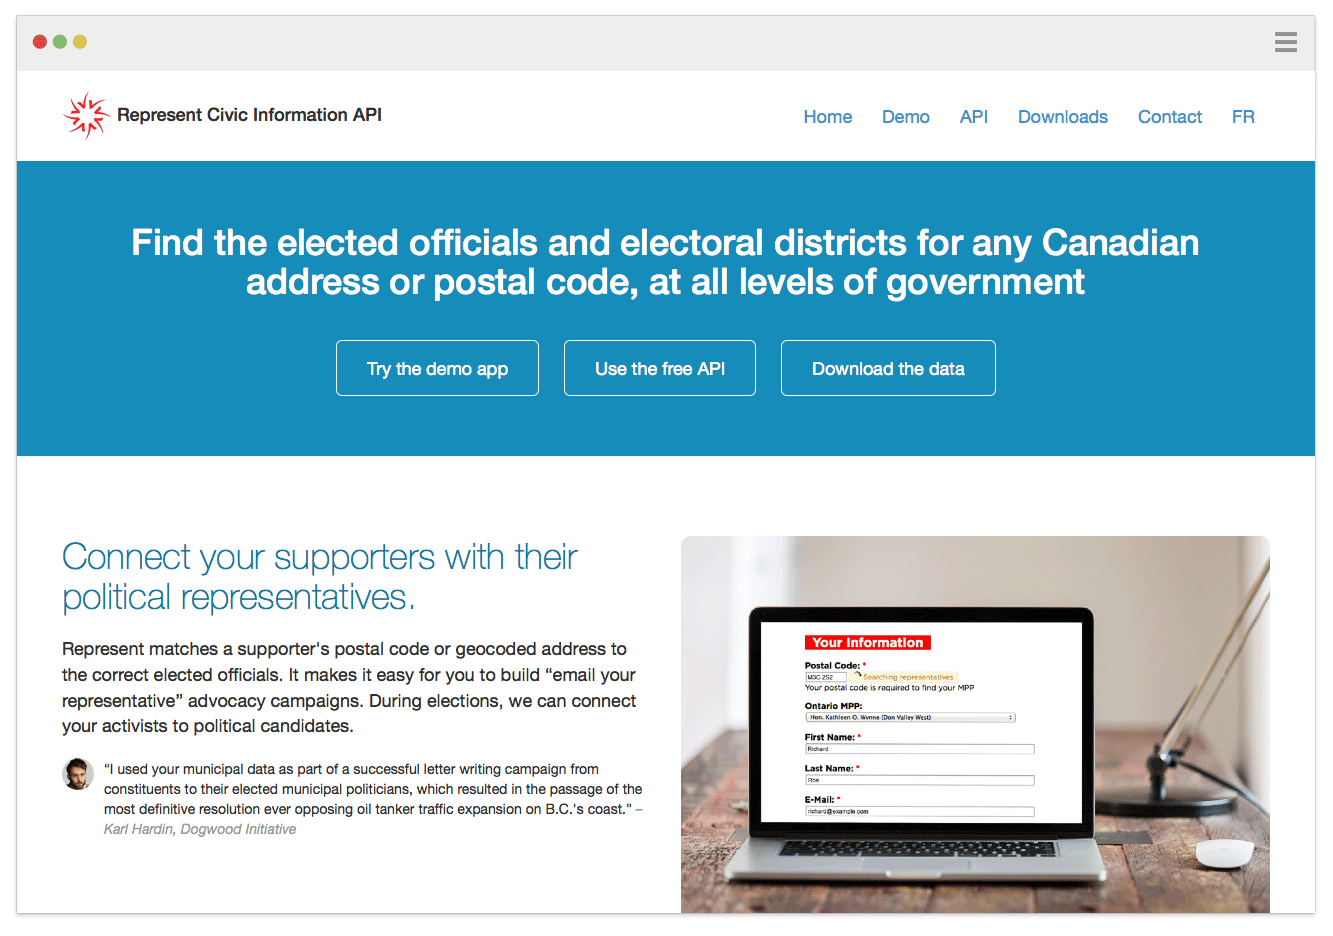 Represent Civic Information API
Home Demo API Downloads Contact FR
Find the elected officials and electoral districts for any Canadian
address or postal code, at all levels of government
Try the demo app
Use the free API
Download the data
Connect your supporters with their
political representatives.
Represent matches a supporter's postal code or geocoded address to
the correct elected officials. It makes it easy for you to build “email your
representative” advocacy campaigns. During elections, we can connect
your activists to political candidates.
“I used your municipal data as part of a successful letter writing campaign from
constituents to their elected municipal politicians, which resulted in the passage of the
most definitive resolution ever opposing oil tanker traffic expansion on B.C.'s coast.” –
Karl Hardin, Dogwood Initiative
Your Information
Postal Code: *
M3C 2S2 Searching representatives
Your postal code is required to find your MPP
Ontario MPP:
Hon. Kathleen O. Wynne (Don Valley West)
First Name: *
Richard
Last Name: *
Roe
E-Mail: *
richard@example.com